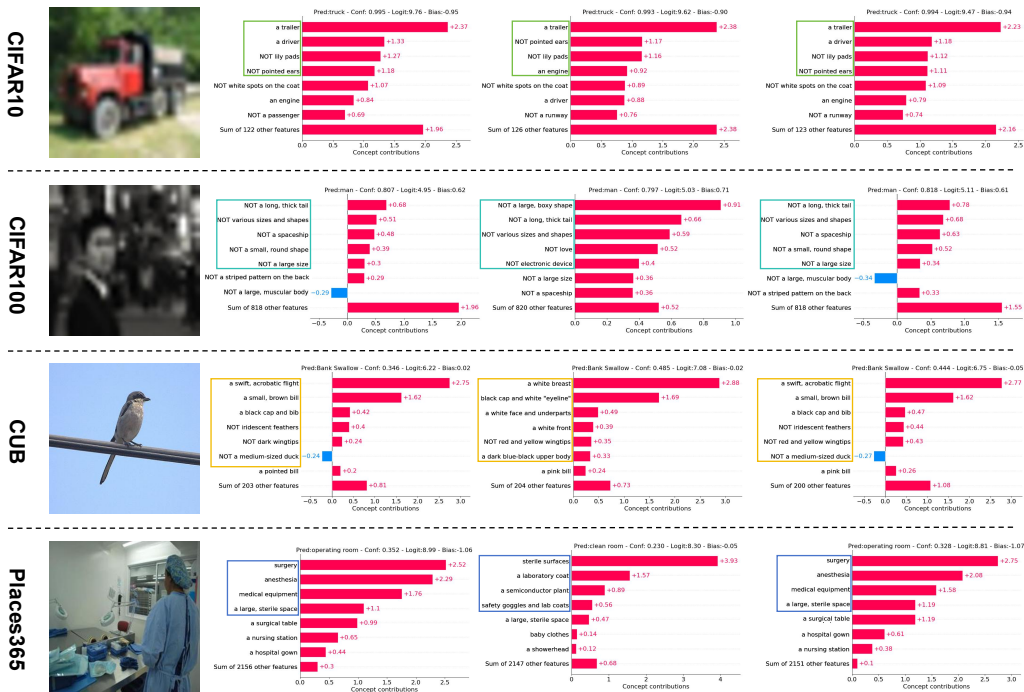 CIFAR10
Pred:truck - Conf: 0.995 - Logit:9.76 - Bias:-0.95
a trailer +2.37
a driver +1.33
NOT lily pads +1.27
NOT pointed ears +1.18
NOT white spots on the coat +1.07
an engine +0.84
NOT a passenger +0.69
Sum of 122 other features +1.96
0.0 0.5 1.0 1.5 2.0 2.5
Concept contributions
Pred:truck - Conf: 0.993 - Logit:9.62 - Bias:-0.90
a trailer +2.38
NOT pointed ears +1.17
NOT lily pads +1.16
an engine +0.92
NOT white spots on the coat +0.89
a driver +0.88
NOT a runway +0.76
Sum of 126 other features +2.38
0.0 0.5 1.0 1.5 2.0 2.5
Concept contributions
Pred:truck - Conf: 0.994 - Logit:9.47 - Bias:-0.94
a trailer +2.23
a driver +1.18
NOT lily pads +1.12
NOT pointed ears +1.11
NOT white spots on the coat +1.09
an engine +0.79
NOT a runway +0.74
Sum of 123 other features +2.16
0.0 0.5 1.0 1.5 2.0 2.5
Concept contributions
CIFAR100
Pred:man - Conf: 0.807 - Logit:4.95 - Bias:0.62
NOT a long, thick tail +0.68
NOT various sizes and shapes +0.51
NOT a spaceship +0.48
NOT a small, round shape +0.39
NOT a large size +0.3
NOT a striped pattern on the back +0.29
NOT a large, muscular body −0.29
Sum of 818 other features +1.96
−0.5 0.0 0.5 1.0 1.5 2.0
Concept contributions
Pred:man - Conf: 0.797 - Logit:5.03 - Bias:0.71
NOT a large, boxy shape +0.91
NOT a long, thick tail +0.66
NOT various sizes and shapes +0.59
NOT love +0.52
NOT electronic device +0.4
NOT a large size +0.36
NOT a spaceship +0.36
Sum of 820 other features +0.52
0.0 0.2 0.4 0.6 0.8 1.0
Concept contributions
Pred:man - Conf: 0.818 - Logit:5.11 - Bias:0.61
NOT a long, thick tail +0.78
NOT various sizes and shapes +0.68
NOT a spaceship +0.63
NOT a small, round shape +0.52
NOT a large size +0.34
NOT a large, muscular body −0.34
NOT a striped pattern on the back +0.33
Sum of 818 other features +1.55
−0.5 0.0 0.5 1.0 1.5
Concept contributions
CUB
Pred:Bank Swallow - Conf: 0.346 - Logit:6.22 - Bias:0.02
a swift, acrobatic flight +2.75
a small, brown bill +1.62
a black cap and bib +0.42
NOT iridescent feathers +0.4
NOT dark wingtips +0.24
NOT a medium-sized duck −0.24
a pointed bill +0.2
Sum of 203 other features +0.81
−0.5 0.0 0.5 1.0 1.5 2.0 2.5 3.0
Concept contributions
Pred:Bank Swallow - Conf: 0.485 - Logit:7.08 - Bias:-0.02
a white breast +2.88
black cap and white "eyeline" +1.69
a white face and underparts +0.49
a white front +0.39
NOT red and yellow wingtips +0.35
a dark blue-black upper body +0.33
a pink bill +0.24
Sum of 204 other features +0.73
0.0 0.5 1.0 1.5 2.0 2.5 3.0
Concept contributions
Pred:Bank Swallow - Conf: 0.444 - Logit:6.75 - Bias:-0.05
a swift, acrobatic flight +2.77
a small, brown bill +1.62
a black cap and bib +0.47
NOT iridescent feathers +0.44
NOT red and yellow wingtips +0.43
NOT a medium-sized duck −0.27
a pink bill +0.26
Sum of 200 other features +1.08
−0.5 0.0 0.5 1.0 1.5 2.0 2.5 3.0
Concept contributions
Places365
Pred:operating room - Conf: 0.352 - Logit:8.99 - Bias:-1.06
surgery +2.52
anesthesia +2.29
medical equipment +1.76
a large, sterile space +1.1
a surgical table +0.99
a nursing station +0.65
a hospital gown +0.44
Sum of 2156 other features +0.3
0.0 0.5 1.0 1.5 2.0 2.5
Concept contributions
Pred:clean room - Conf: 0.230 - Logit:8.30 - Bias:-0.05
sterile surfaces +3.93
a laboratory coat +1.57
a semiconductor plant +0.89
safety goggles and lab coats +0.56
a large, sterile space +0.47
baby clothes +0.14
a showerhead +0.12
Sum of 2147 other features +0.68
0 1 2 3 4
Concept contributions
Pred:operating room - Conf: 0.328 - Logit:8.81 - Bias:-1.07
surgery +2.75
anesthesia +2.08
medical equipment +1.58
a large, sterile space +1.19
a surgical table +1.19
a hospital gown +0.61
a nursing station +0.38
Sum of 2151 other features +0.1
0.0 0.5 1.0 1.5 2.0 2.5 3.0
Concept contributions